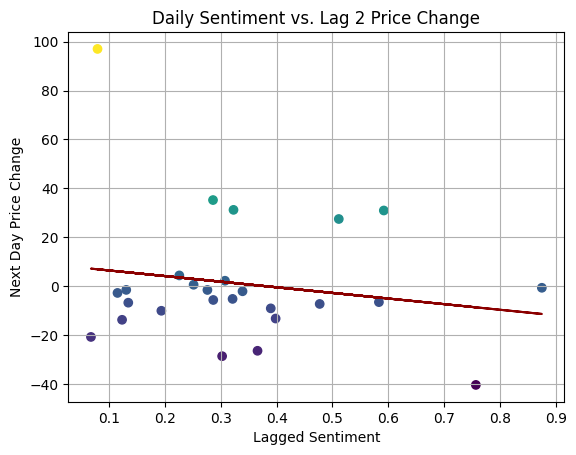 Daily Sentiment vs. Lag 2 Price Change
Next Day Price Change
100
80
60
40
20
0
−20
−40
0.1 0.2 0.3 0.4 0.5 0.6 0.7 0.8 0.9
Lagged Sentiment